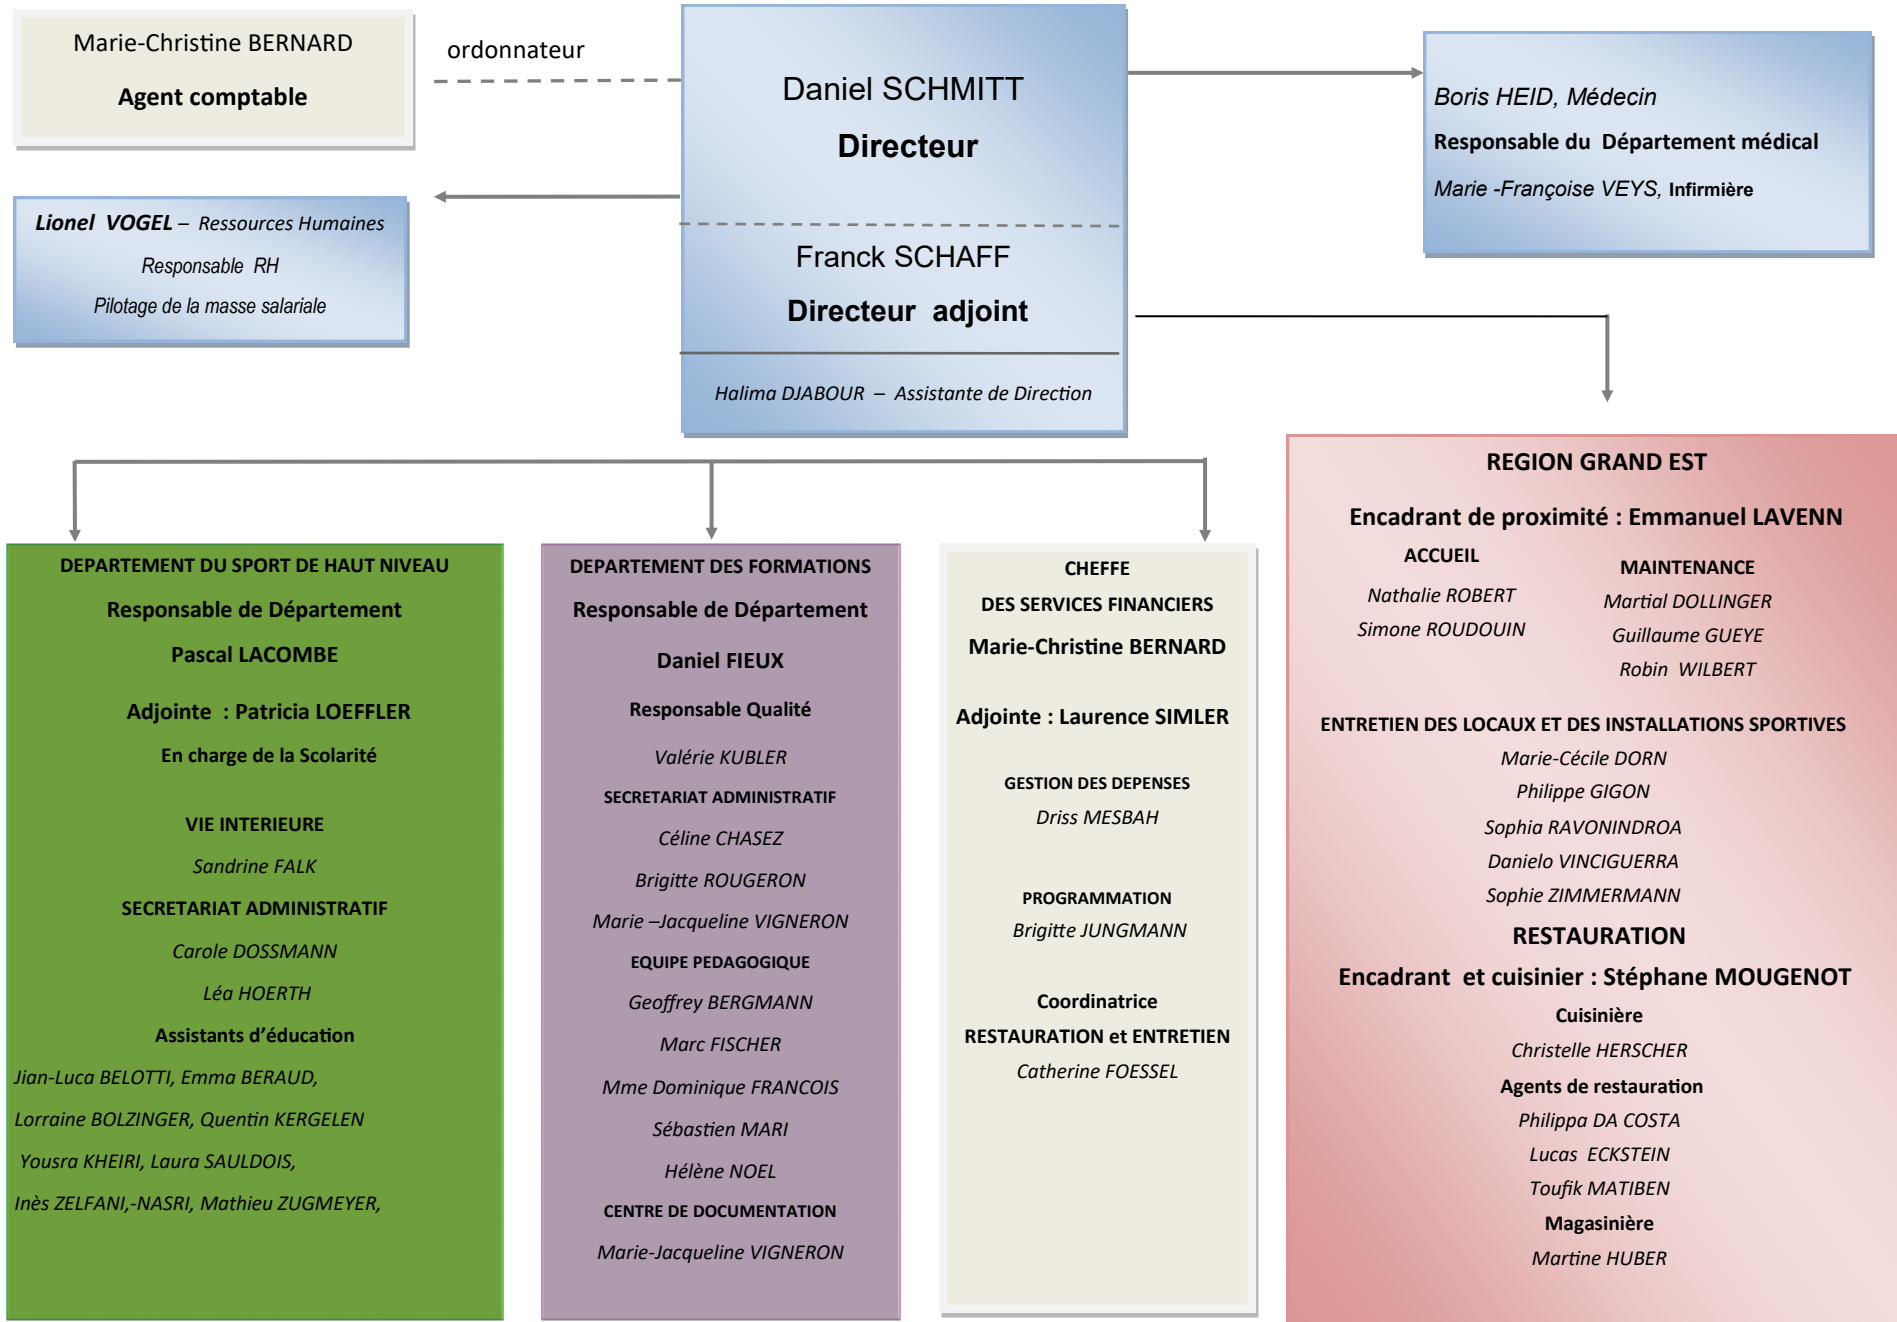 Marie-Christine BERNARD
Agent comptable
ordonnateur
Daniel SCHMITT
Directeur
Franck SCHAFF
Directeur adjoint
Halima DJABOUR – Assistante de Direction
Boris HEID, Médecin
Responsable du Département médical
Marie -Françoise VEYS, Infirmière
Lionel VOGEL – Ressources Humaines
Responsable RH
Pilotage de la masse salariale
DEPARTEMENT DU SPORT DE HAUT NIVEAU
Responsable de Département
Pascal LACOMBE
Adjointe : Patricia LOEFFLER
En charge de la Scolarité
VIE INTERIEURE
Sandrine FALK
SECRETARIAT ADMINISTRATIF
Carole DOSSMANN
Léa HOERTH
Assistants d’éducation
Jian-Luca BELOTTI, Emma BERAUD,
Lorraine BOLZINGER, Quentin KERGELEN
Yousra KHEIRI, Laura SAULDOIS,
Inès ZELFANI,-NASRI, Mathieu ZUGMEYER,
DEPARTEMENT DES FORMATIONS
Responsable de Département
Daniel FIEUX
Responsable Qualité
Valérie KUBLER
SECRETARIAT ADMINISTRATIF
Céline CHASEZ
Brigitte ROUGERON
Marie –Jacqueline VIGNERON
EQUIPE PEDAGOGIQUE
Geoffrey BERGMANN
Marc FISCHER
Mme Dominique FRANCOIS
Sébastien MARI
Hélène NOEL
CENTRE DE DOCUMENTATION
Marie-Jacqueline VIGNERON
CHEFFE
DES SERVICES FINANCIERS
Marie-Christine BERNARD
Adjointe : Laurence SIMLER
GESTION DES DEPENSES
Driss MESBAH
PROGRAMMATION
Brigitte JUNGMANN
Coordinatrice
RESTAURATION et ENTRETIEN
Catherine FOESSEL
REGION GRAND EST
Encadrant de proximité : Emmanuel LAVENN
ACCUEIL
Nathalie ROBERT
Simone ROUDOUIN
MAINTENANCE
Martial DOLLINGER
Guillaume GUEYE
Robin WILBERT
ENTRETIEN DES LOCAUX ET DES INSTALLATIONS SPORTIVES
Marie-Cécile DORN
Philippe GIGON
Sophia RAVONINDROA
Danielo VINCIGUERRA
Sophie ZIMMERMANN
RESTAURATION
Encadrant et cuisinier : Stéphane MOUGENOT
Cuisinière
Christelle HERSCHER
Agents de restauration
Philippa DA COSTA
Lucas ECKSTEIN
Toufik MATIBEN
Magasinière
Martine HUBER